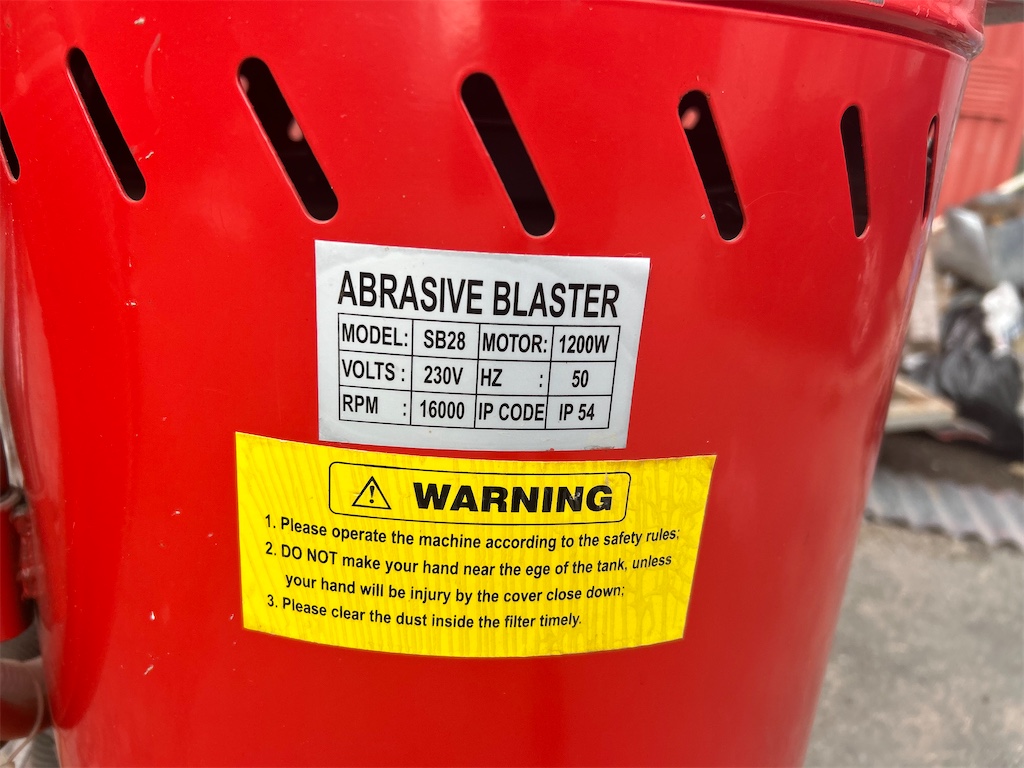 ABRASIVE BLASTER
MODEL: SB28 MOTOR: 1200W
VOLTS : 230V HZ : 50
RPM : 16000 IP CODE IP 54
WARNING
1. Please operate the machine according to the safety rules;
2. DO NOT make your hand near the ege of the tank, unless
your hand will be injury by the cover close down;
3. Please clear the dust inside the filter timely.